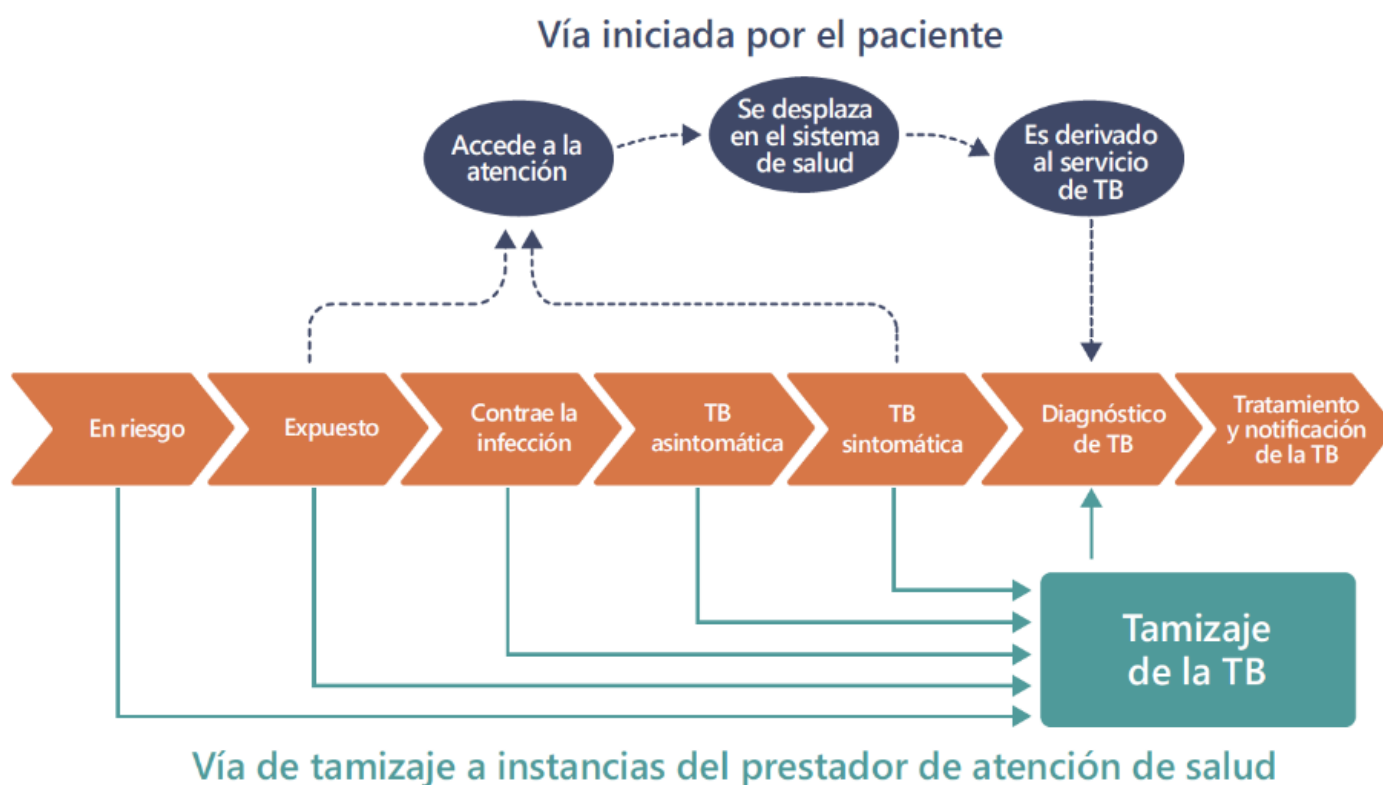 Vía iniciada por el paciente
Accede a la
atención
Se desplaza
en el sistema
de salud
Es derivado
al servicio
de TB
En riesgo
Expuesto
Contrae la
infección
TB
asintomática
TB
sintomática
Diagnóstico
de TB
Tratamiento
y notificación
de la TB
Tamizaje
de la TB
Vía de tamizaje a instancias del prestador de atención de salud